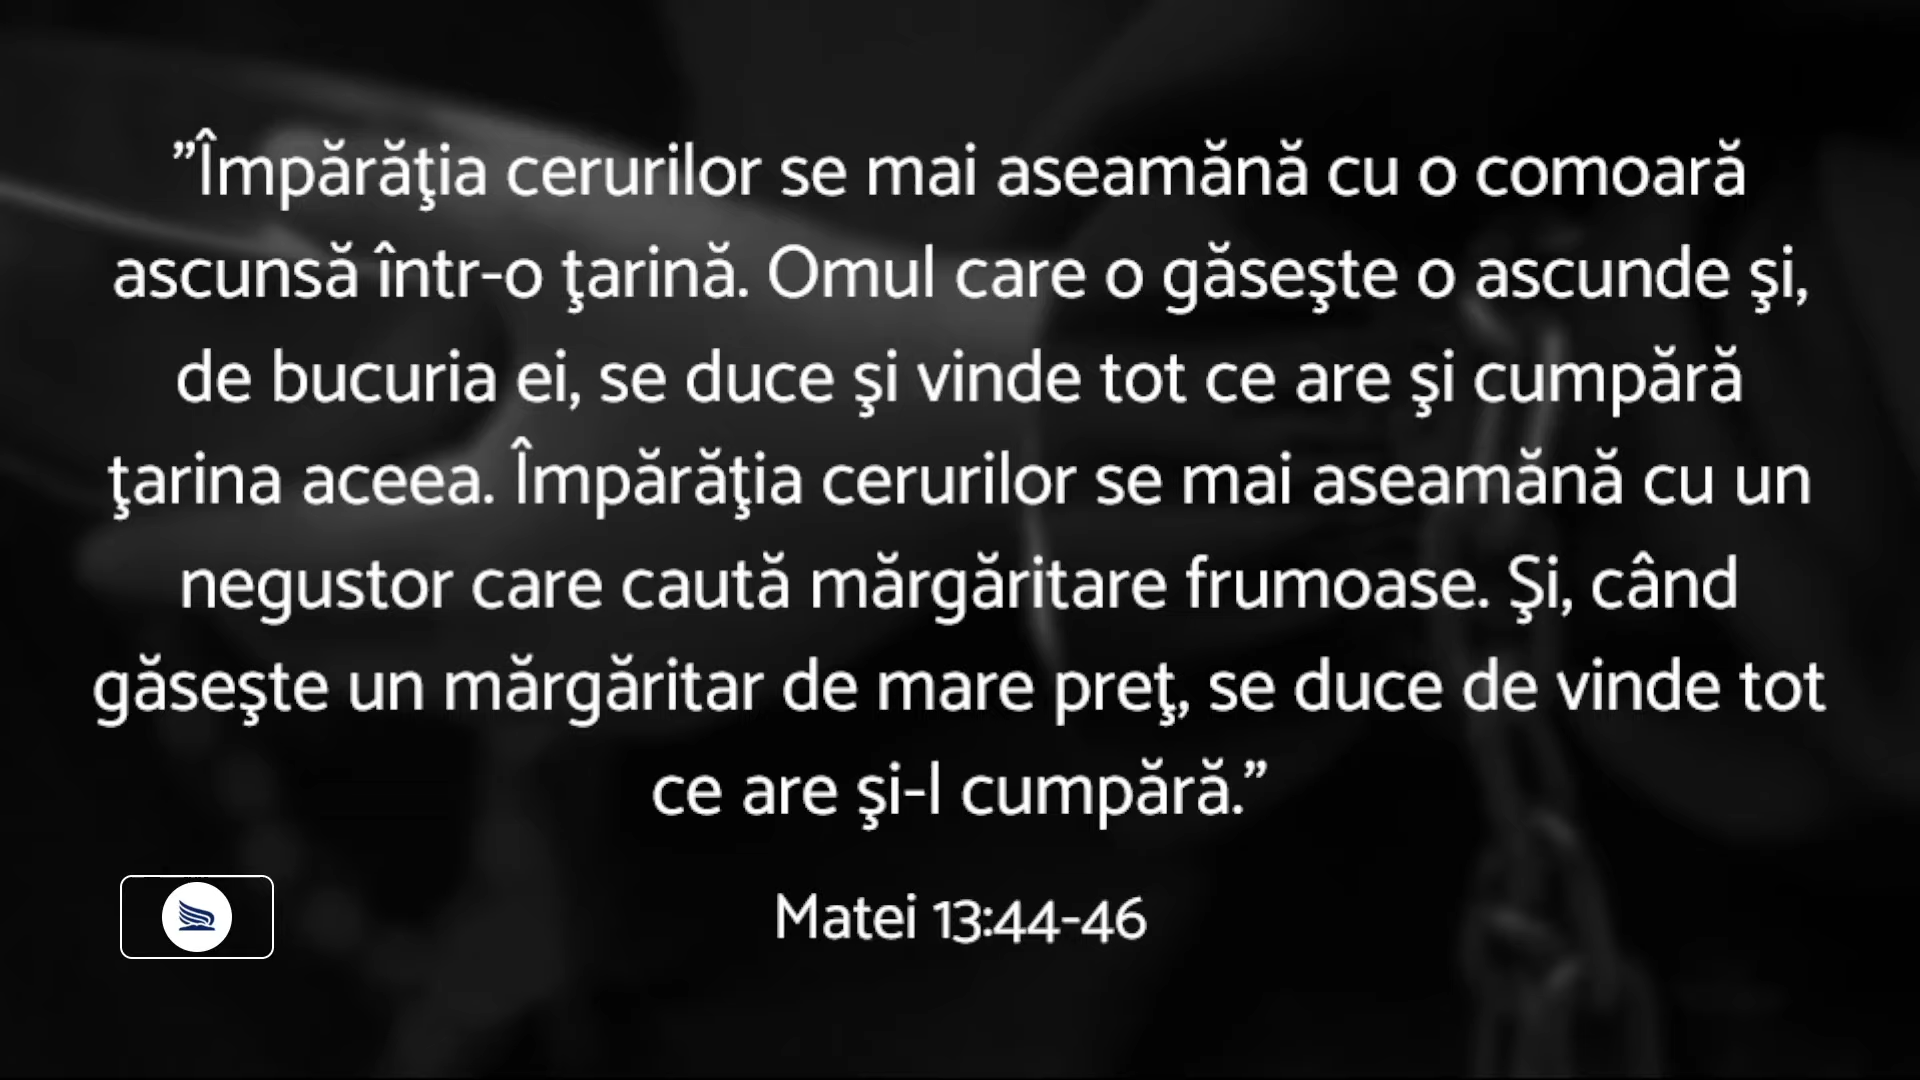 ”Împărăţia cerurilor se mai aseamănă cu o comoară
ascunsă într-o ţarină. Omul care o găseşte o ascunde şi,
de bucuria ei, se duce şi vinde tot ce are şi cumpără
ţarina aceea. Împărăţia cerurilor se mai aseamănă cu un
negustor care caută mărgăritare frumoase. Şi, când
găseşte un mărgăritar de mare preţ, se duce de vinde tot
ce are şi-l cumpără.”
Matei 13:44-46